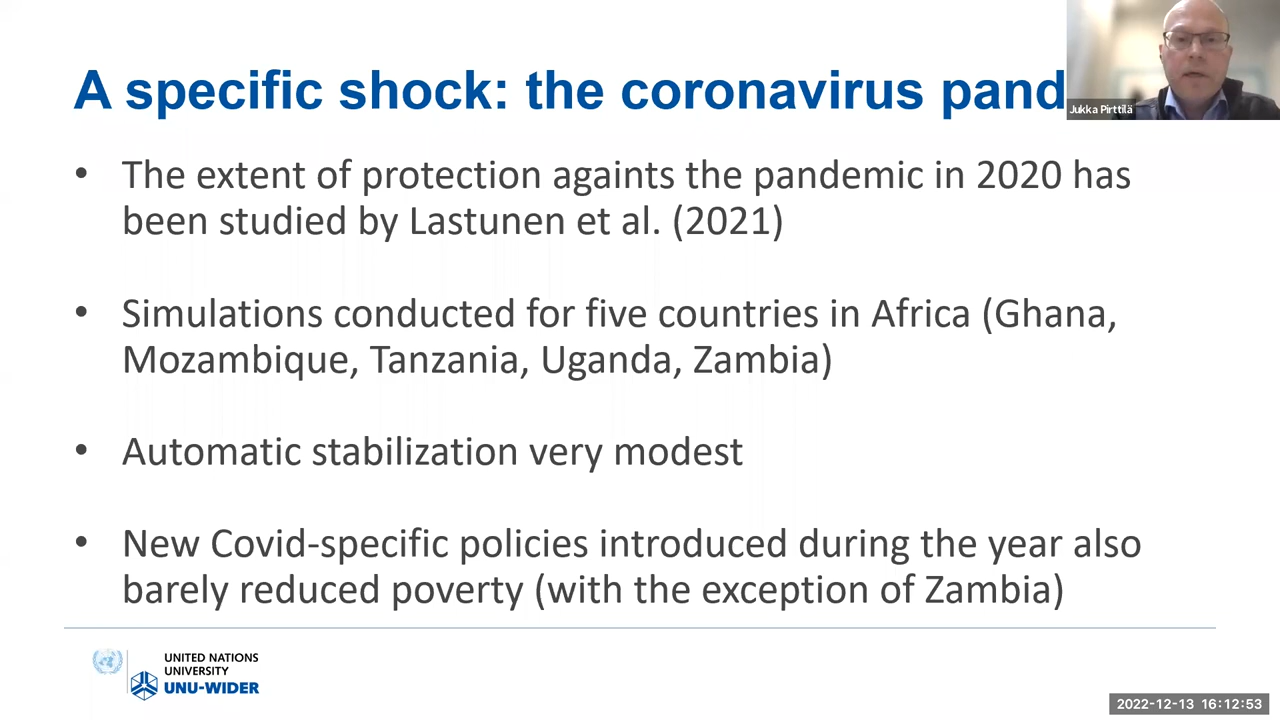 A specific shock: the coronavirus pand
Jukka Pirttilä
• The extent of protection againts the pandemic in 2020 has
been studied by Lastunen et al. (2021)
• Simulations conducted for five countries in Africa (Ghana,
Mozambique, Tanzania, Uganda, Zambia)
• Automatic stabilization very modest
• New Covid-specific policies introduced during the year also
barely reduced poverty (with the exception of Zambia)
UNITED NATIONS
UNIVERSITY
UNU-WIDER
2022-12-13 16:12:53